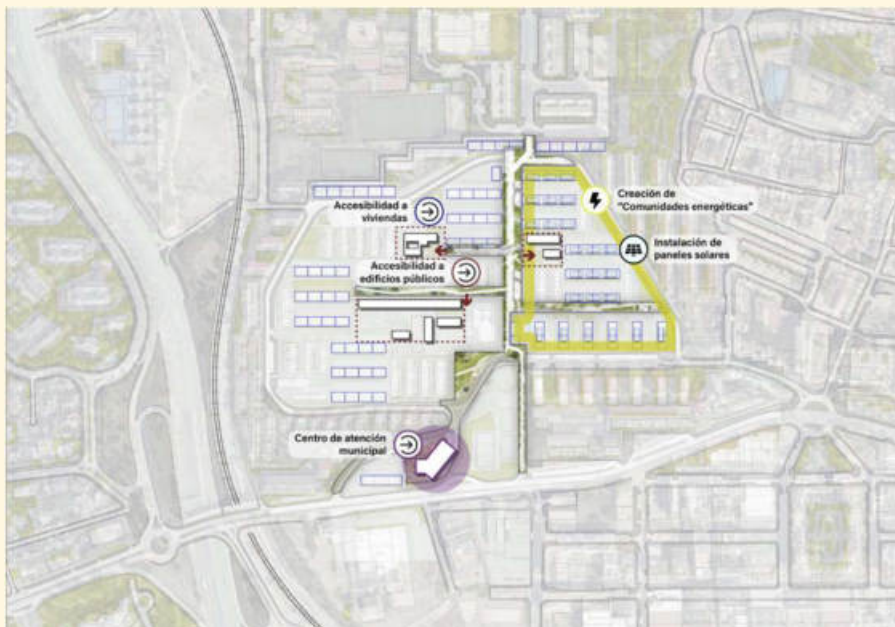 Creación de
"Comunidades energéticas"
Accesibilidad a
viviendas
Instalación de
paneles solares
Accesibilidad a
edificios públicos
Centro de atención
municipal